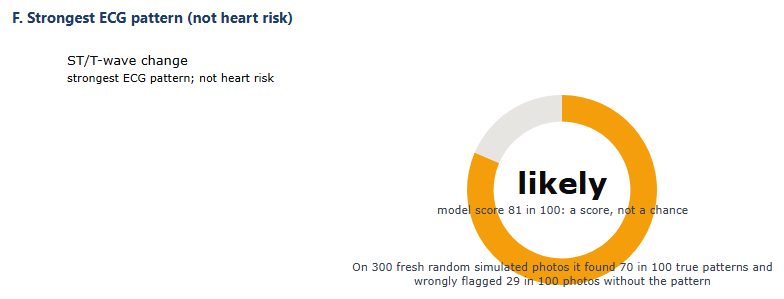 F. Strongest ECG pattern (not heart risk)
ST/T-wave change
strongest ECG pattern; not heart risk
likely
model score 81 in 100: a score, not a chance
On 300 fresh random simulated photos it found 70 in 100 true patterns and
wrongly flagged 29 in 100 photos without the pattern